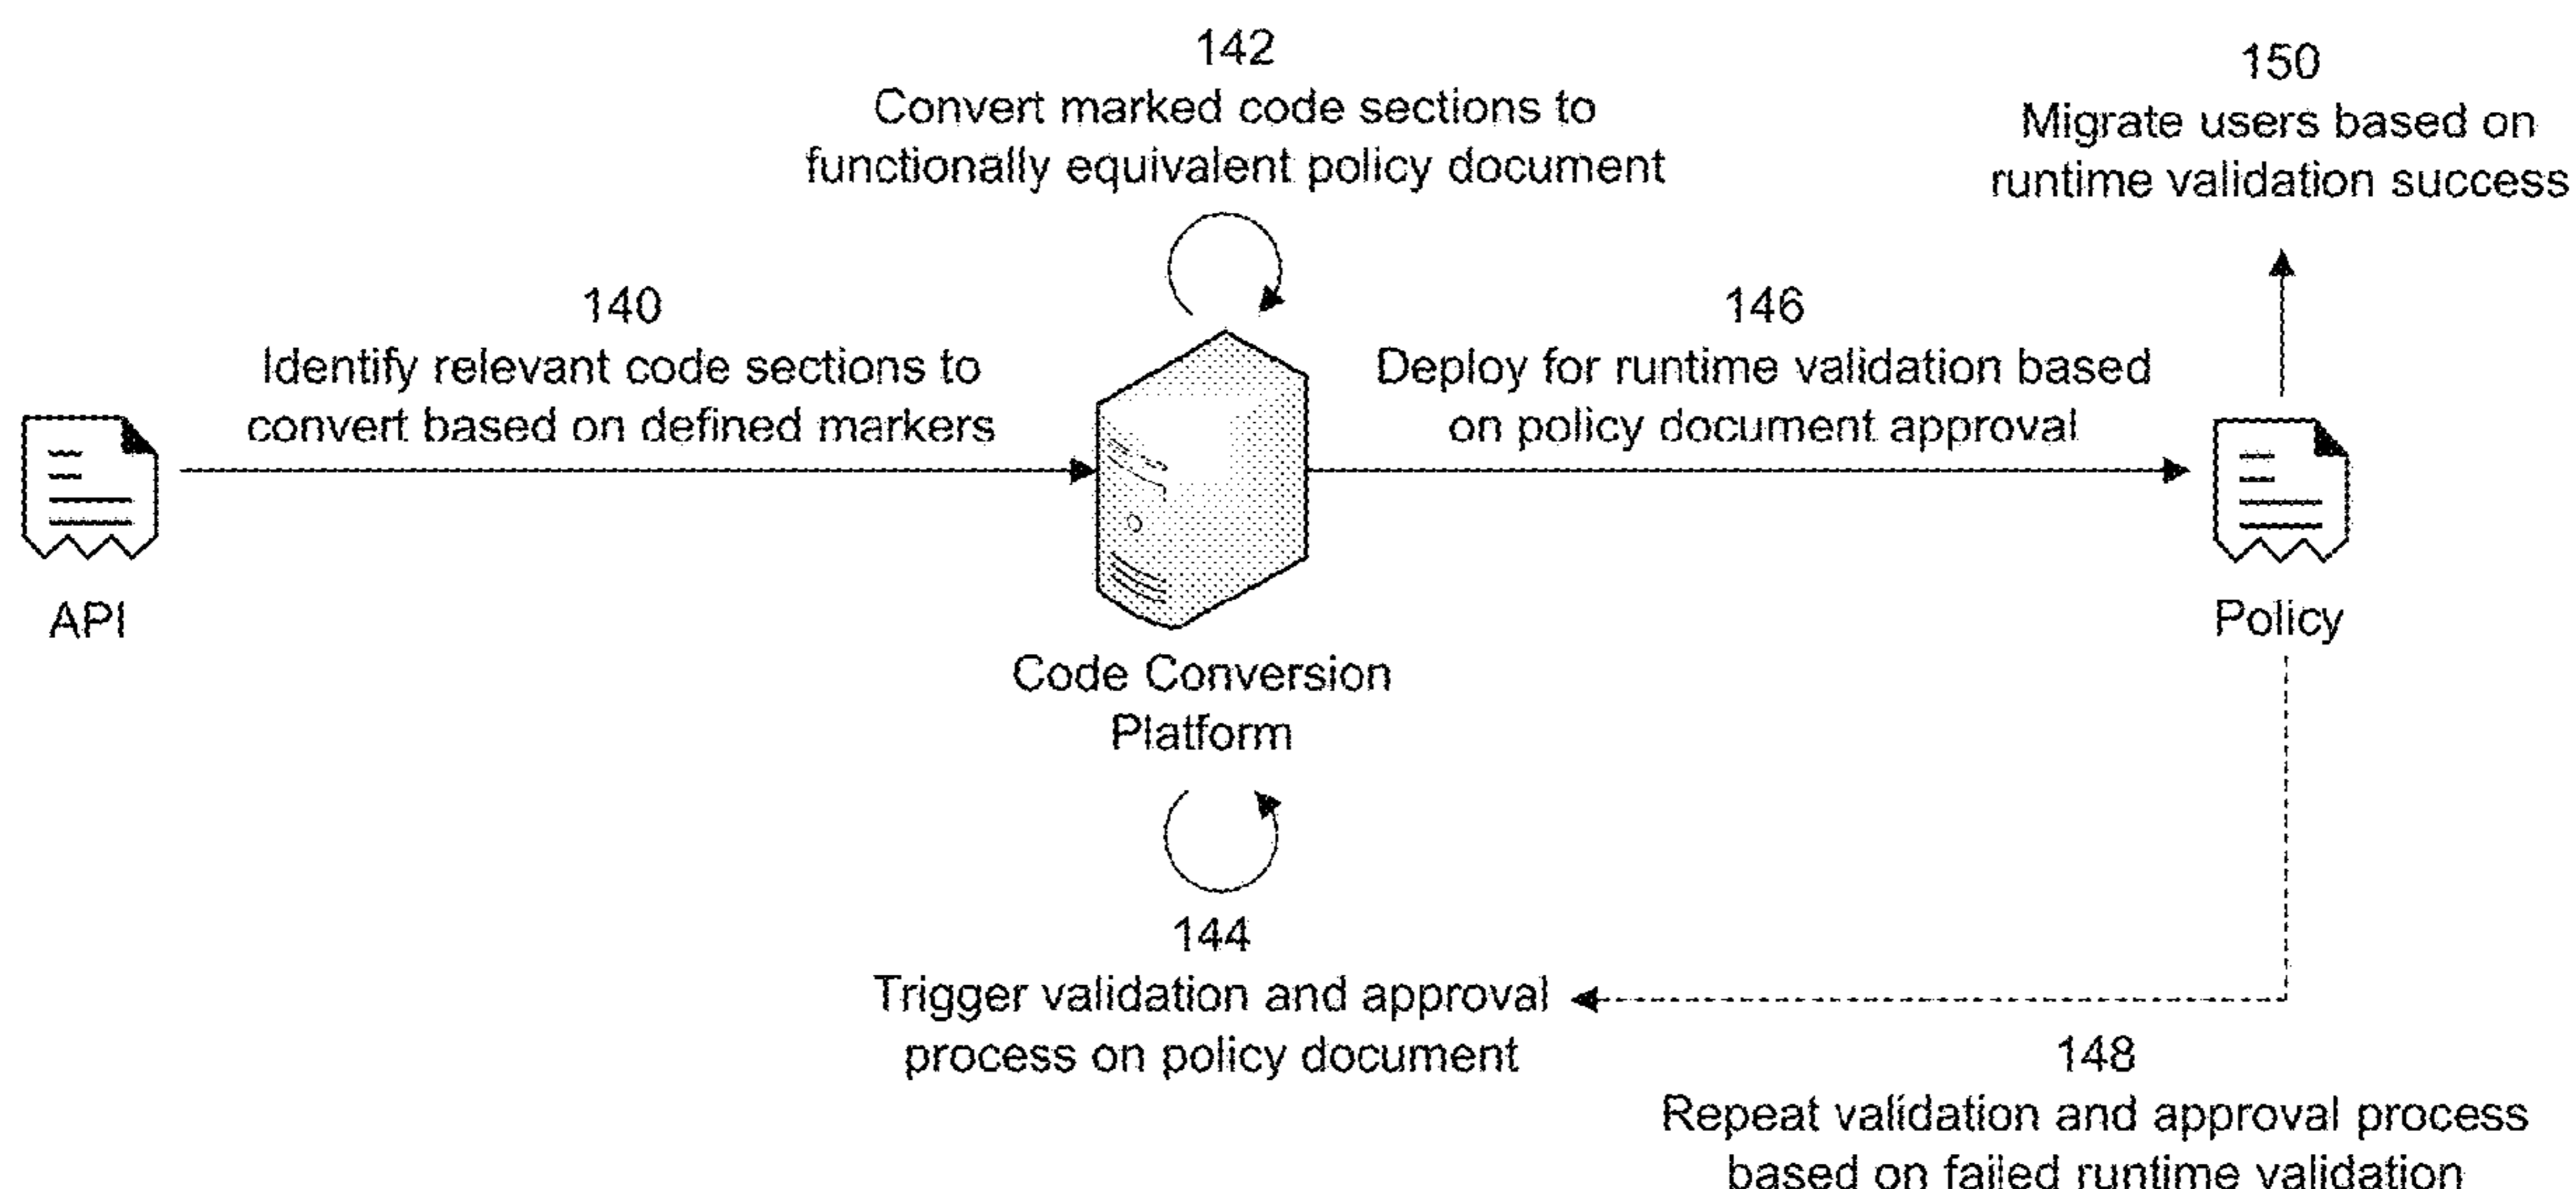 142
Convert marked code sections to
functionally equivalent policy document
150
Migrate users based on
runtime validation success
140
Identify relevant code sections to
convert based on defined markers
146
Deploy for runtime validation based
on policy document approval
API
Code Conversion
Platform
Policy
144
Trigger validation and approval
process on policy document
148
Repeat validation and approval process
based on failed runtime validation